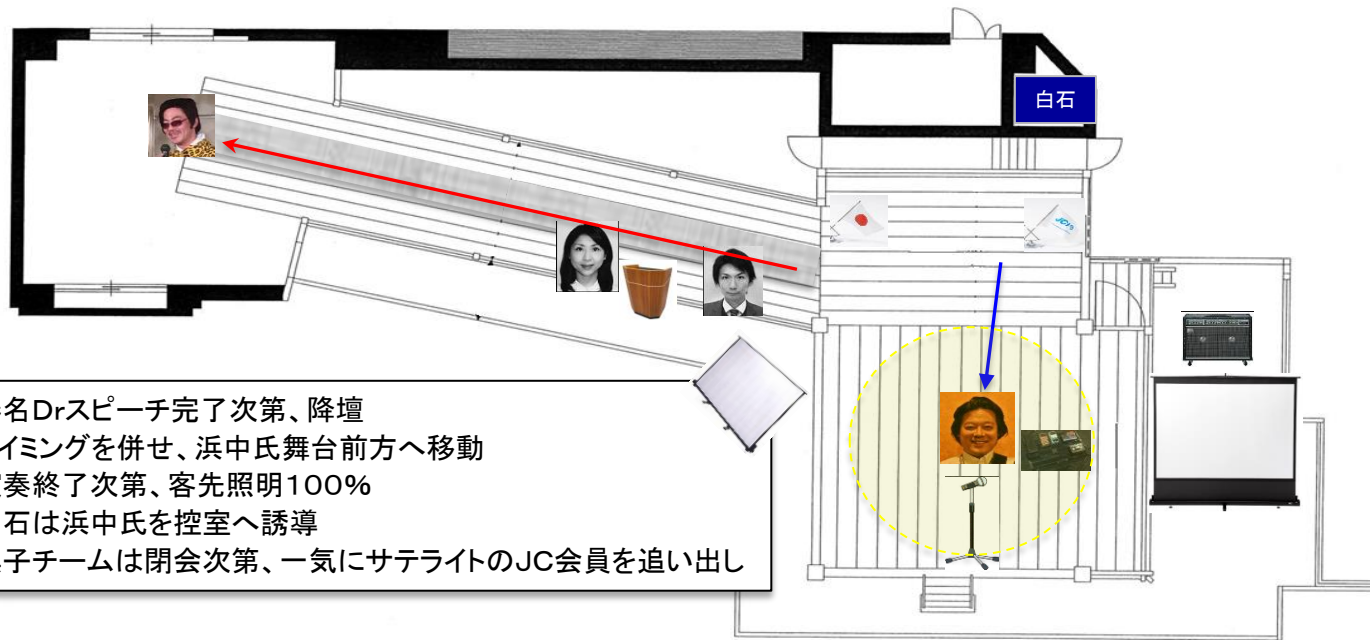 白石
JCI
名Drスピーチ完了次第、降壇
イミングを併せ、浜中氏舞台前方へ移動
奏終了次第、客先照明100%
石は浜中氏を控室へ誘導
子チームは閉会次第、一気にサテライトのJC会員を追い出し